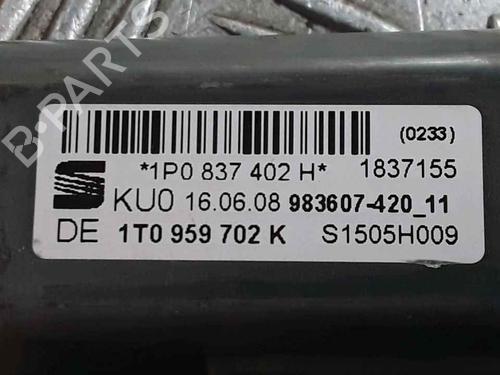 B-PARTS
(0233)
*1P0 837 402 H* 1837155
KU0 16.06.08 983607-420_11
DE 1T0 959 702 K S1505H009